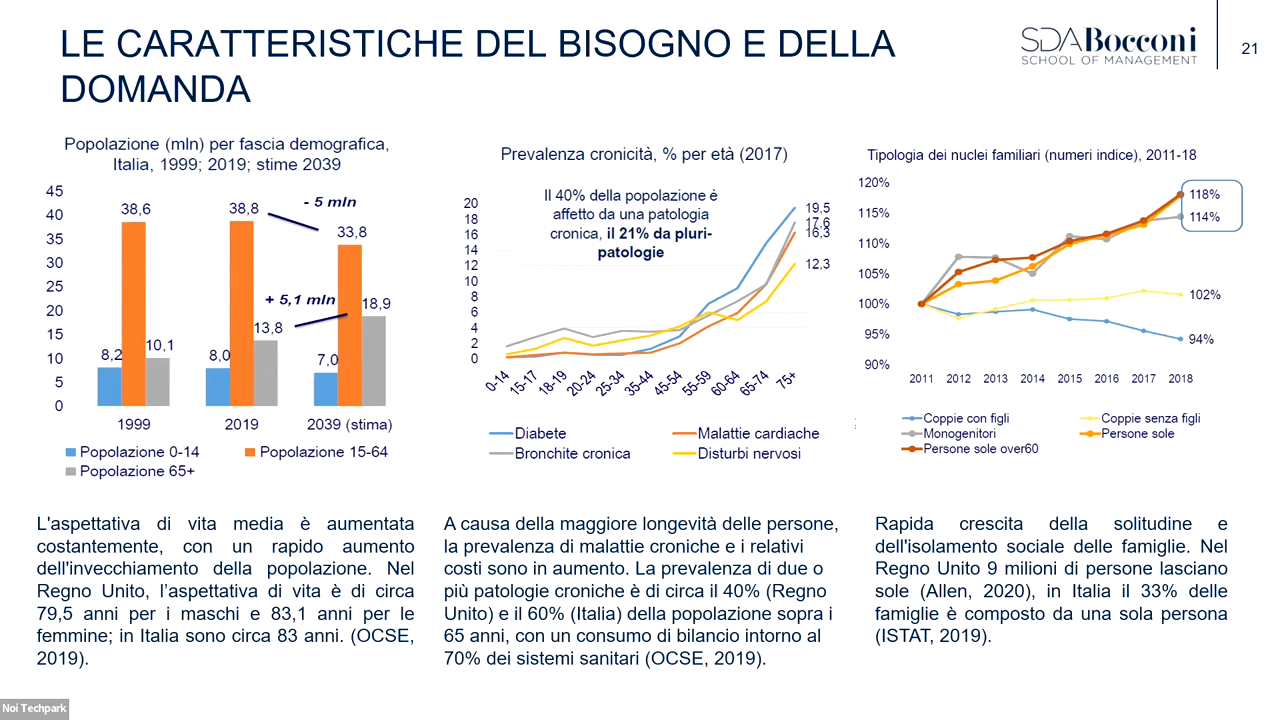 LE CARATTERISTICHE DEL BISOGNO E DELLA
DOMANDA
SDA Bocconi
SCHOOL OF MANAGEMENT
21
Popolazione (mln) per fascia demografica,
Italia, 1999; 2019; stime 2039
45
40
35
30
25
20
15
10
5
0
38,6
38,8
33,8
- 5 mln
+ 5,1 mln
8,2
10,1
8,0
13,8
7,0
18,9
1999
2019
2039 (stima)
Popolazione 0-14
Popolazione 15-64
Popolazione 65+
Prevalenza cronicità, % per età (2017)
Il 40% della popolazione è
affetto da una patologia
cronica, il 21% da pluri-
patologie
20
18
16
14
12
10
8
6
4
2
0
19,5
17,6
16,3
12,3
0-14
15-17
18-19
20-24
25-34
35-44
45-54
55-59
60-64
65-74
75+
Diabete
Malattie cardiache
Bronchite cronica
Disturbi nervosi
Tipologia dei nuclei familiari (numeri indice), 2011-18
120%
115%
110%
105%
100%
95%
90%
118%
114%
102%
94%
2011
2012
2013
2014
2015
2016
2017
2018
Coppie con figli
Coppie senza figli
Monogenitori
Persone sole
Persone sole over60
L'aspettativa di vita media è aumentata
costantemente, con un rapido aumento
dell'invecchiamento della popolazione. Nel
Regno Unito, l’aspettativa di vita è di circa
79,5 anni per i maschi e 83,1 anni per le
femmine; in Italia sono circa 83 anni. (OCSE,
2019).
A causa della maggiore longevità delle persone,
la prevalenza di malattie croniche e i relativi
costi sono in aumento. La prevalenza di due o
più patologie croniche è di circa il 40% (Regno
Unito) e il 60% (Italia) della popolazione sopra i
65 anni, con un consumo di bilancio intorno al
70% dei sistemi sanitari (OCSE, 2019).
Rapida crescita della solitudine e
dell'isolamento sociale delle famiglie. Nel
Regno Unito 9 milioni di persone lasciano
sole (Allen, 2020), in Italia il 33% delle
famiglie è composto da una sola persona
(ISTAT, 2019).
Noi Techpark